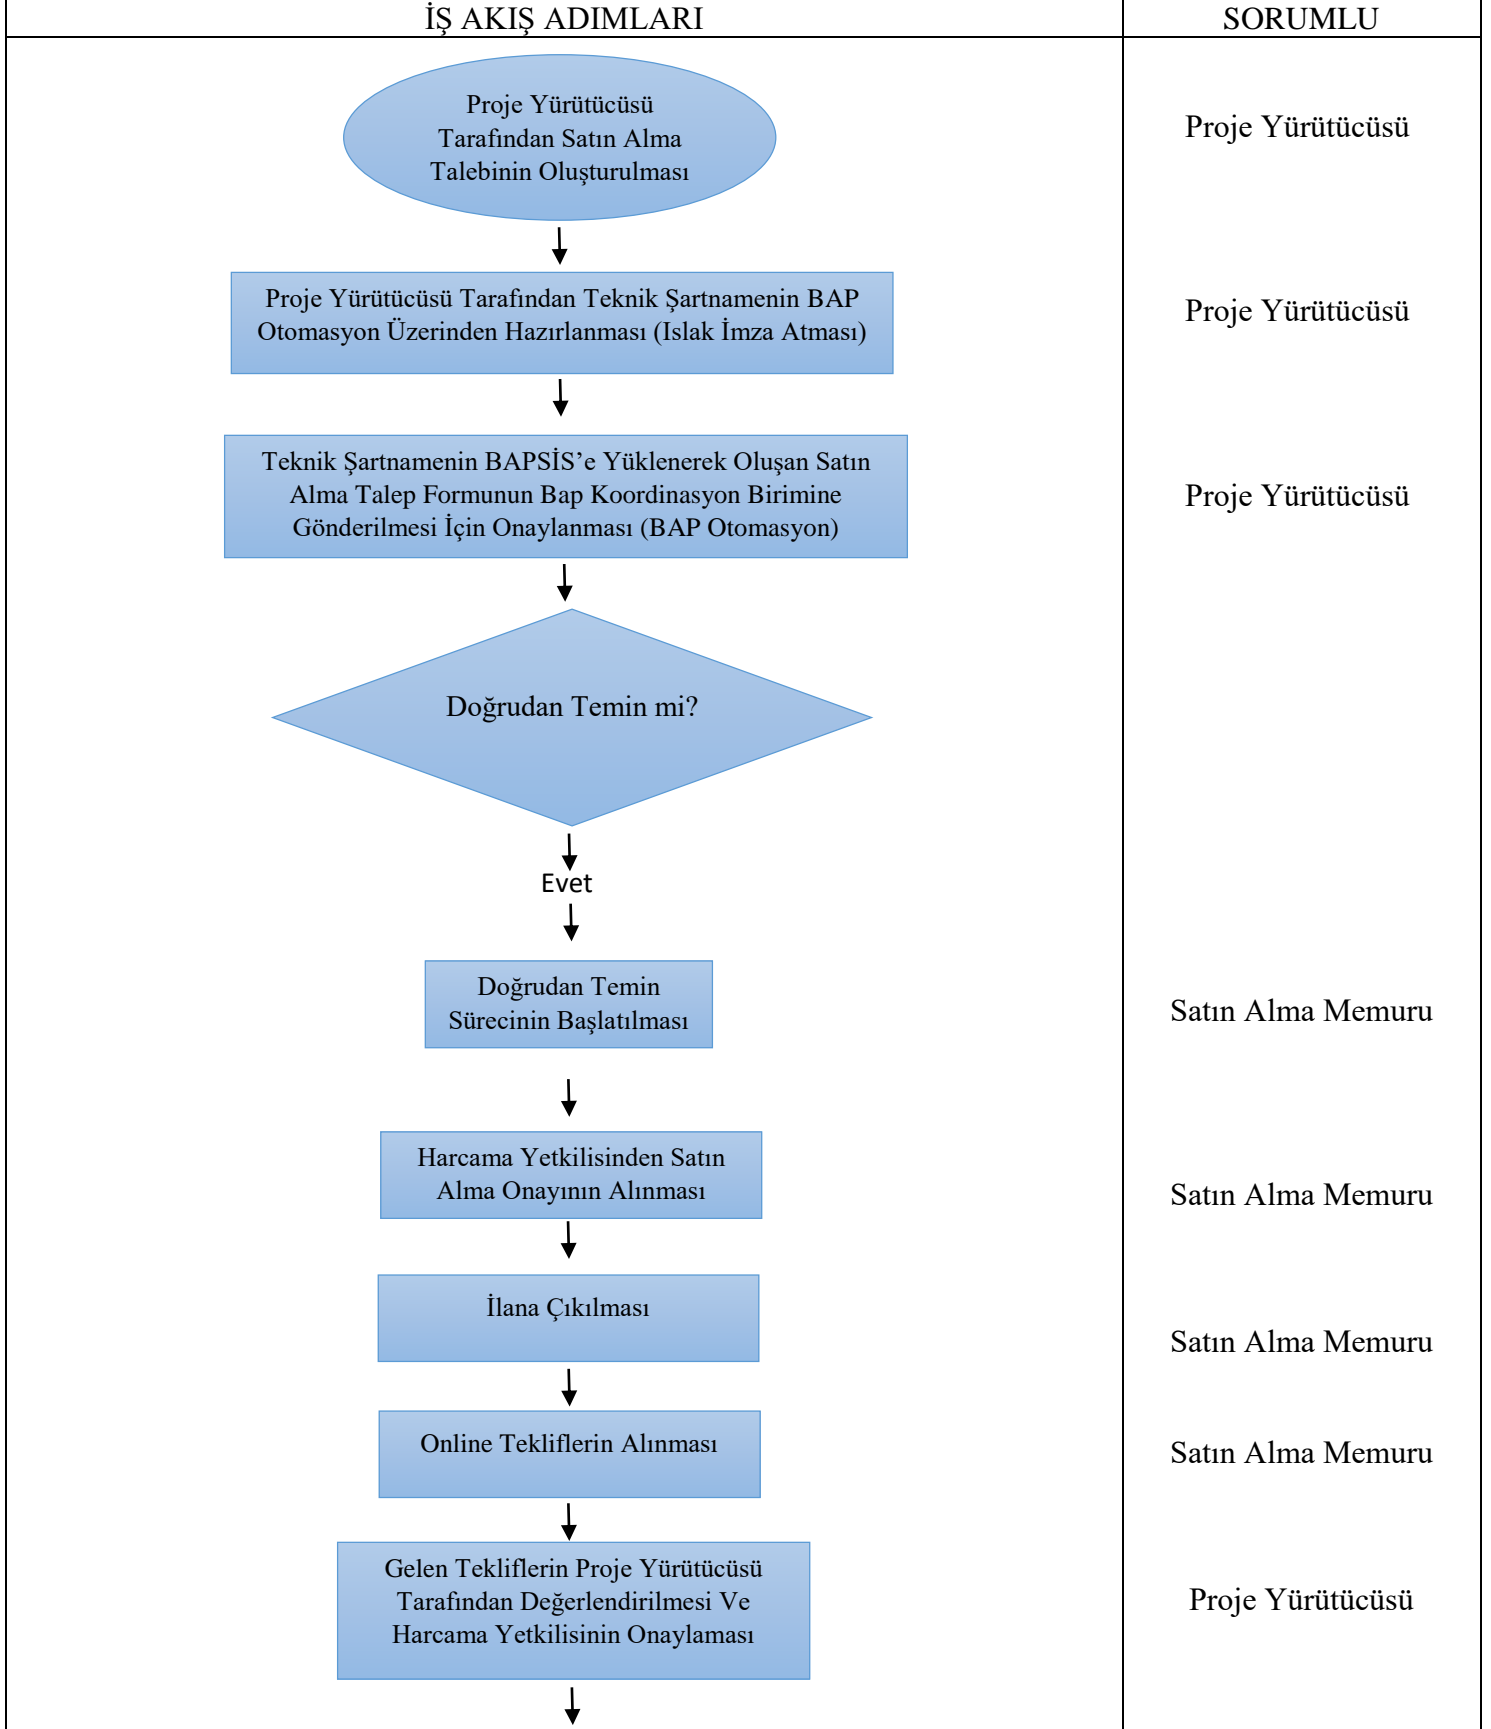 İŞ AKIŞ ADIMLARI
SORUMLU
Proje Yürütücüsü
Tarafından Satın Alma
Talebinin Oluşturulması
Proje Yürütücüsü
Proje Yürütücüsü Tarafından Teknik Şartnamenin BAP
Otomasyon Üzerinden Hazırlanması (Islak İmza Atması)
Proje Yürütücüsü
Teknik Şartnamenin BAPSİS’e Yüklenerek Oluşan Satın
Alma Talep Formunun Bap Koordinasyon Birimine
Gönderilmesi İçin Onaylanması (BAP Otomasyon)
Proje Yürütücüsü
Doğrudan Temin mi?
Evet
Doğrudan Temin
Sürecinin Başlatılması
Satın Alma Memuru
Harcama Yetkilisinden Satın
Alma Onayının Alınması
Satın Alma Memuru
İlana Çıkılması
Satın Alma Memuru
Online Tekliflerin Alınması
Satın Alma Memuru
Gelen Tekliflerin Proje Yürütücüsü
Tarafından Değerlendirilmesi Ve
Harcama Yetkilisinin Onaylaması
Proje Yürütücüsü